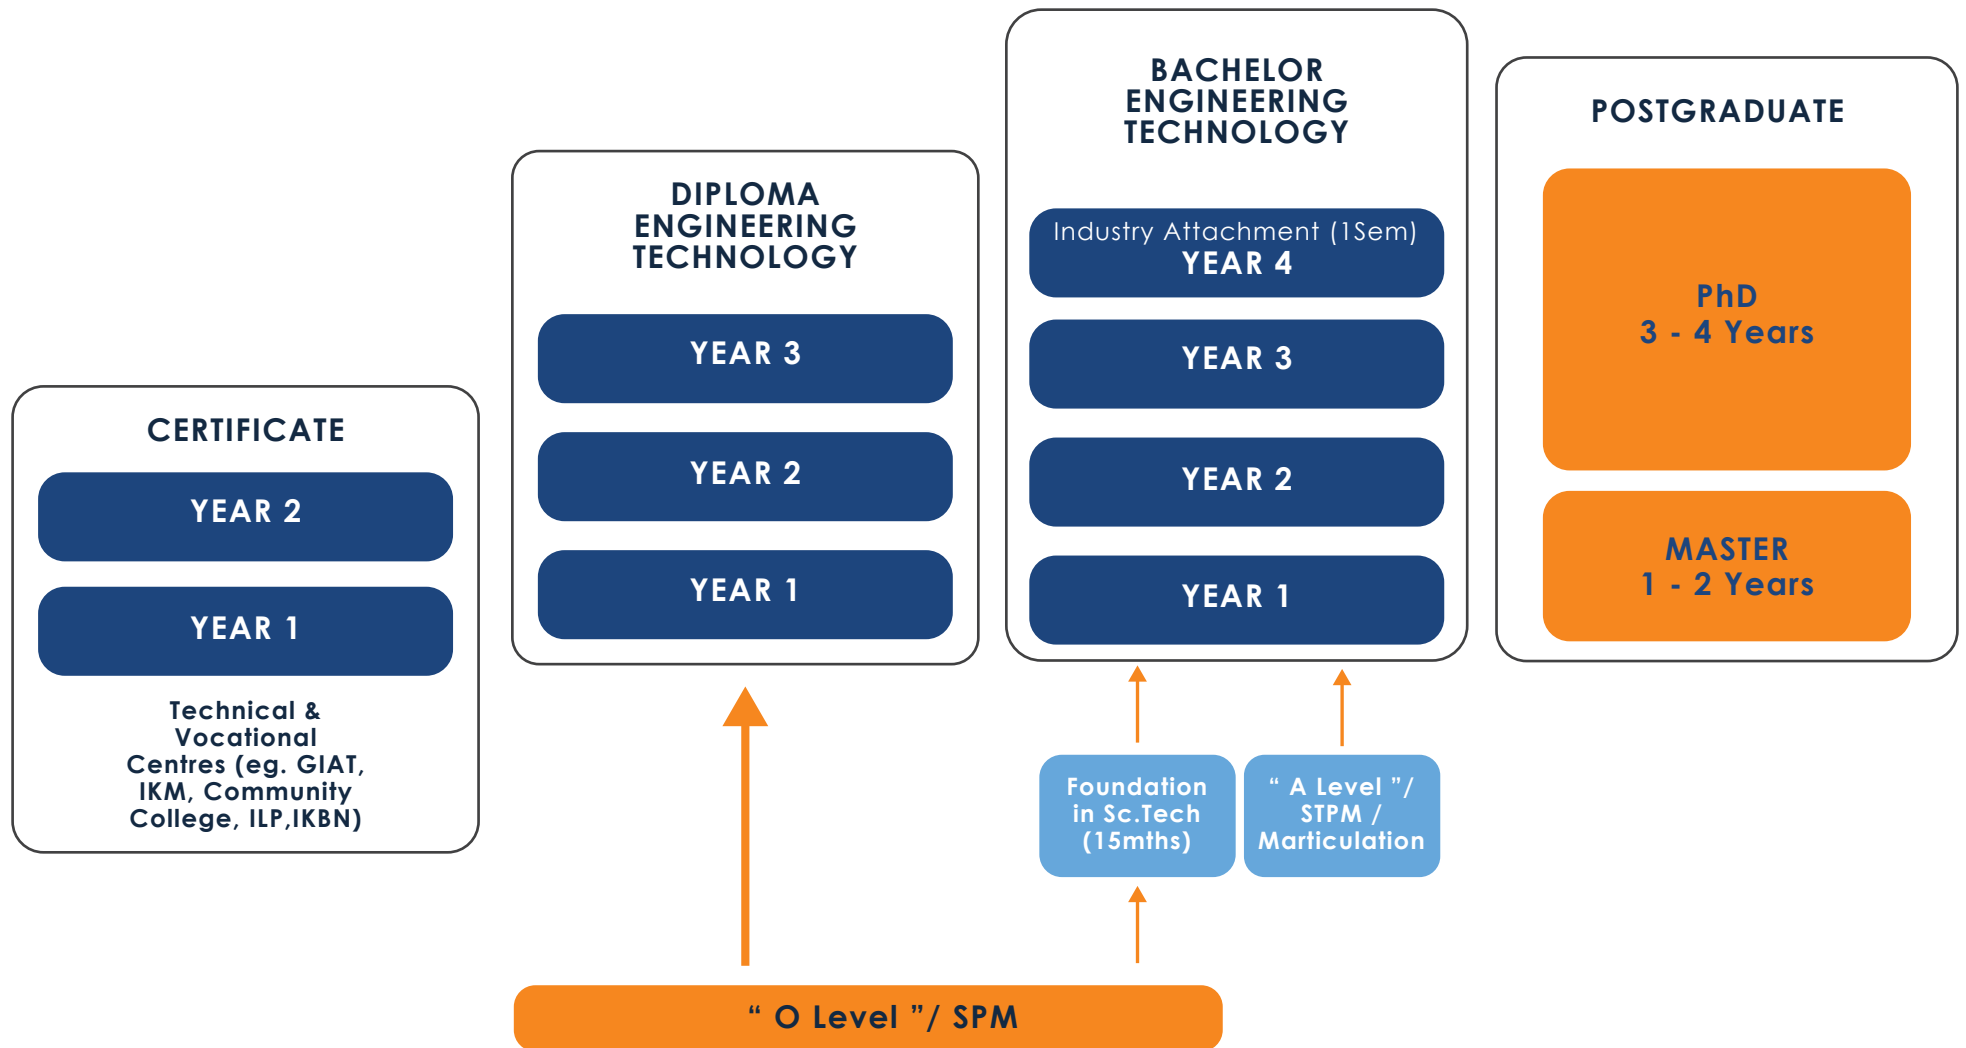 CERTIFICATE
YEAR 2
YEAR 1
Technical &
Vocational
Centres (eg. GIAT,
IKM, Community
College, ILP,IKBN)
DIPLOMA
ENGINEERING
TECHNOLOGY
YEAR 3
YEAR 2
YEAR 1
BACHELOR
ENGINEERING
TECHNOLOGY
Industry Attachment (1Sem)
YEAR 4
YEAR 3
YEAR 2
YEAR 1
POSTGRADUATE
PhD
3 - 4 Years
MASTER
1 - 2 Years
Foundation
in Sc.Tech
(15mths)
“ A Level ”/
STPM /
Marticulation
“ O Level ”/ SPM